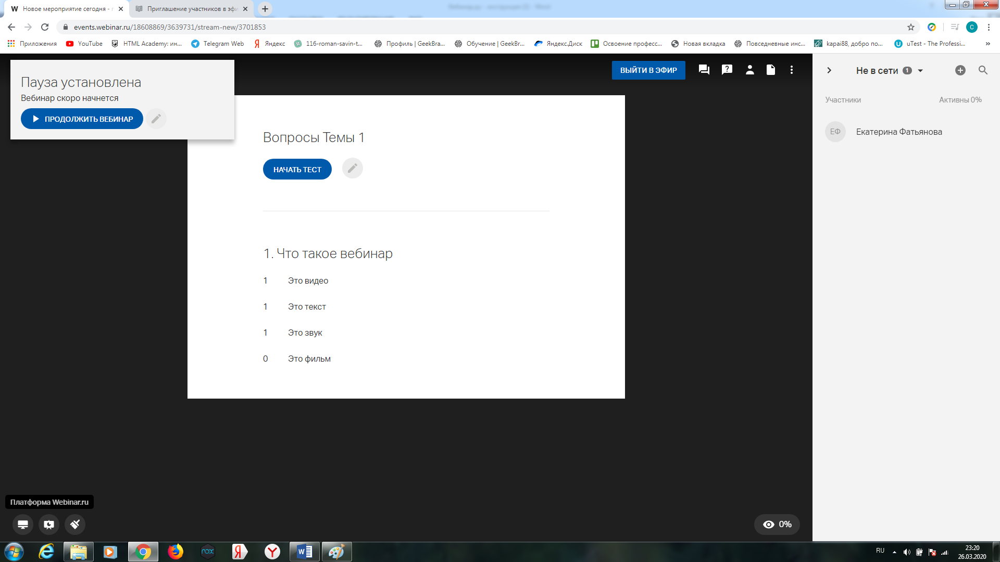 Новое мероприятие сегодня -
Приглашение участников в эфи
events.webinar.ru/18608869/3639731/stream-new/3701853
C
Приложения
YouTube
HTML Academy: ин...
Telegram Web
Яндекс
116-roman-savin-t...
Профиль | GeekBra...
Обучение | GeekBr...
Яндекс.Диск
Освоение професс...
Новая вкладка
Повседневные инс...
kapai88, добро по...
uTest - The Professi...
»
Пауза установлена
Вебинар скоро начнется
ПРОДОЛЖИТЬ ВЕБИНАР
ВЫЙТИ В ЭФИР
Не в сети 1
Участники
Активны 0%
ЕФ
Екатерина Фатьянова
Вопросы Темы 1
НАЧАТЬ ТЕСТ
1. Что такое вебинар
1 Это видео
1 Это текст
1 Это звук
0 Это фильм
Платформа Webinar.ru
0%
nox
RU
23:20
26.03.2020